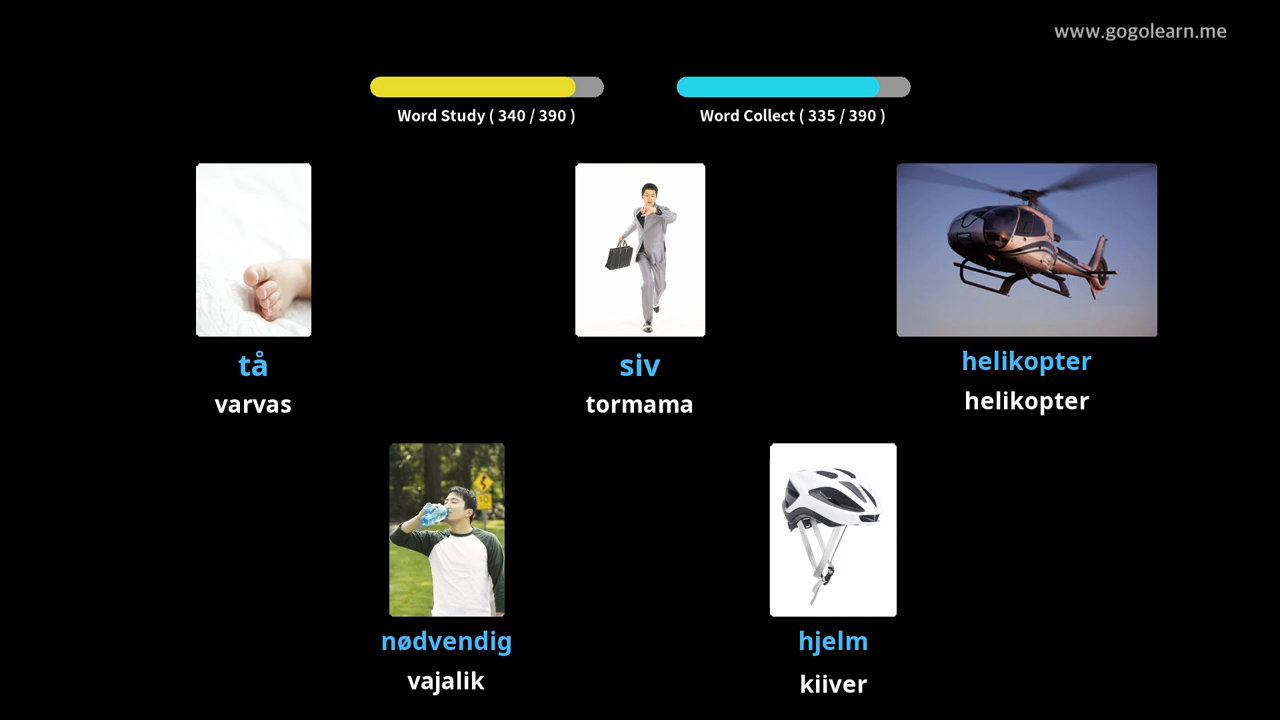 www.gogolearn.me
Word Study ( 340 / 390 )
Word Collect ( 335 / 390 )
tå
varvas
siv
tormama
helikopter
helikopter
nødvendig
vajalik
hjelm
kiiver